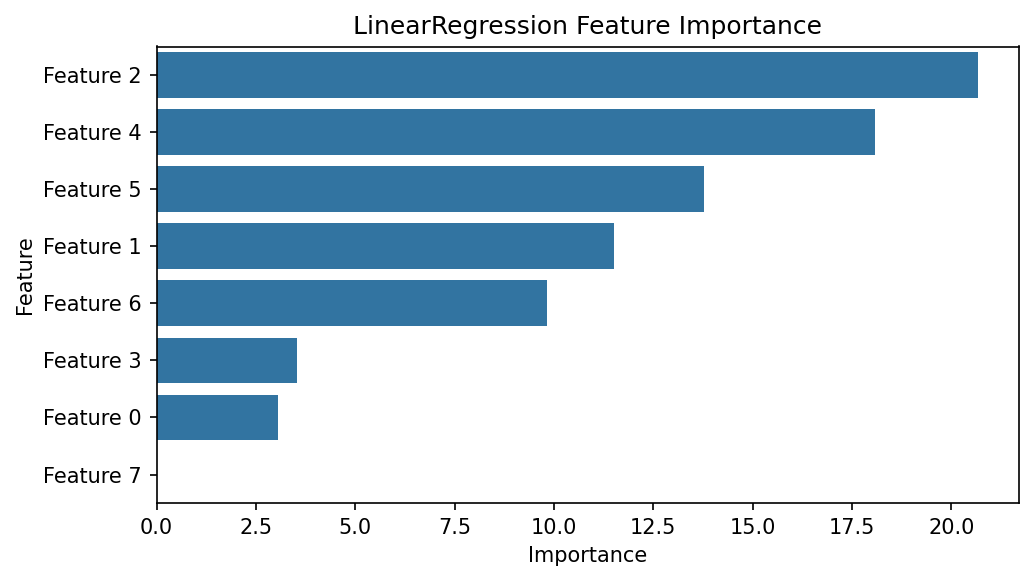 LinearRegression Feature Importance
Feature 2
Feature 4
Feature 5
Feature 1
Feature 6
Feature 3
Feature 0
Feature 7
Feature
0.0 2.5 5.0 7.5 10.0 12.5 15.0 17.5 20.0
Importance